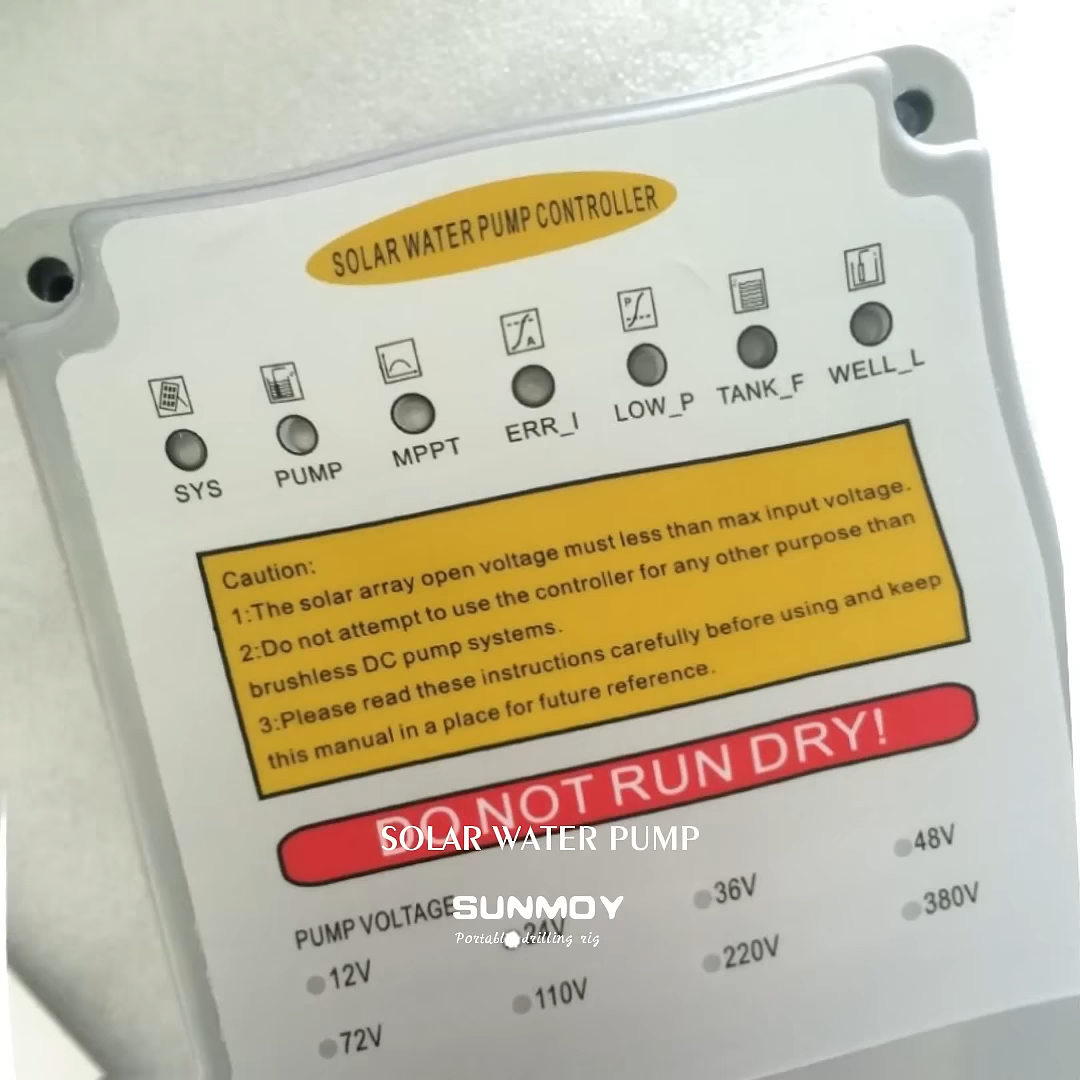 SOLAR WATER PUMP CONTROLLER
P
A
SYS PUMP MPPT ERR_I LOW_P TANK_F WELL_L
Caution:
1:The solar array open voltage must less than max input voltage.
2:Do not attempt to use the controller for any other purpose than
brushless DC pump systems.
3:Please read these instructions carefully before using and keep
this manual in a place for future reference.
DO NOT RUN DRY!
SOLAR WATER PUMP
SUNMOY
Portable drilling rig
PUMP VOLTAGE
12V 24V 36V 48V
72V 110V 220V 380V